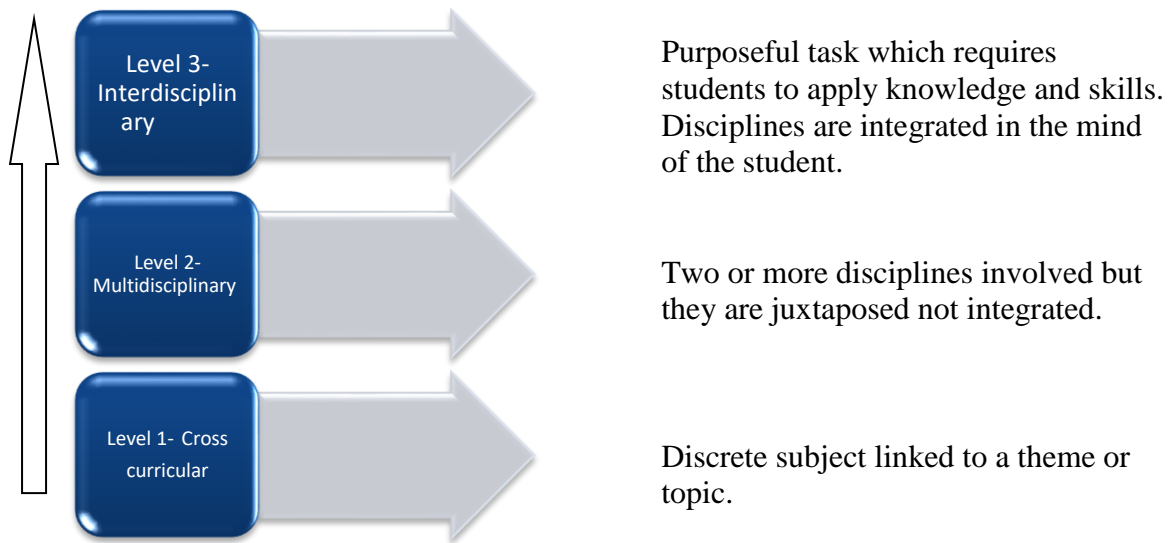 Level 3-
Interdisciplin
ary
Purposeful task which requires
students to apply knowledge and skills.
Disciplines are integrated in the mind
of the student.
Level 2-
Multidisciplinary
Two or more disciplines involved but
they are juxtaposed not integrated.
Level 1- Cross
curricular
Discrete subject linked to a theme or
topic.